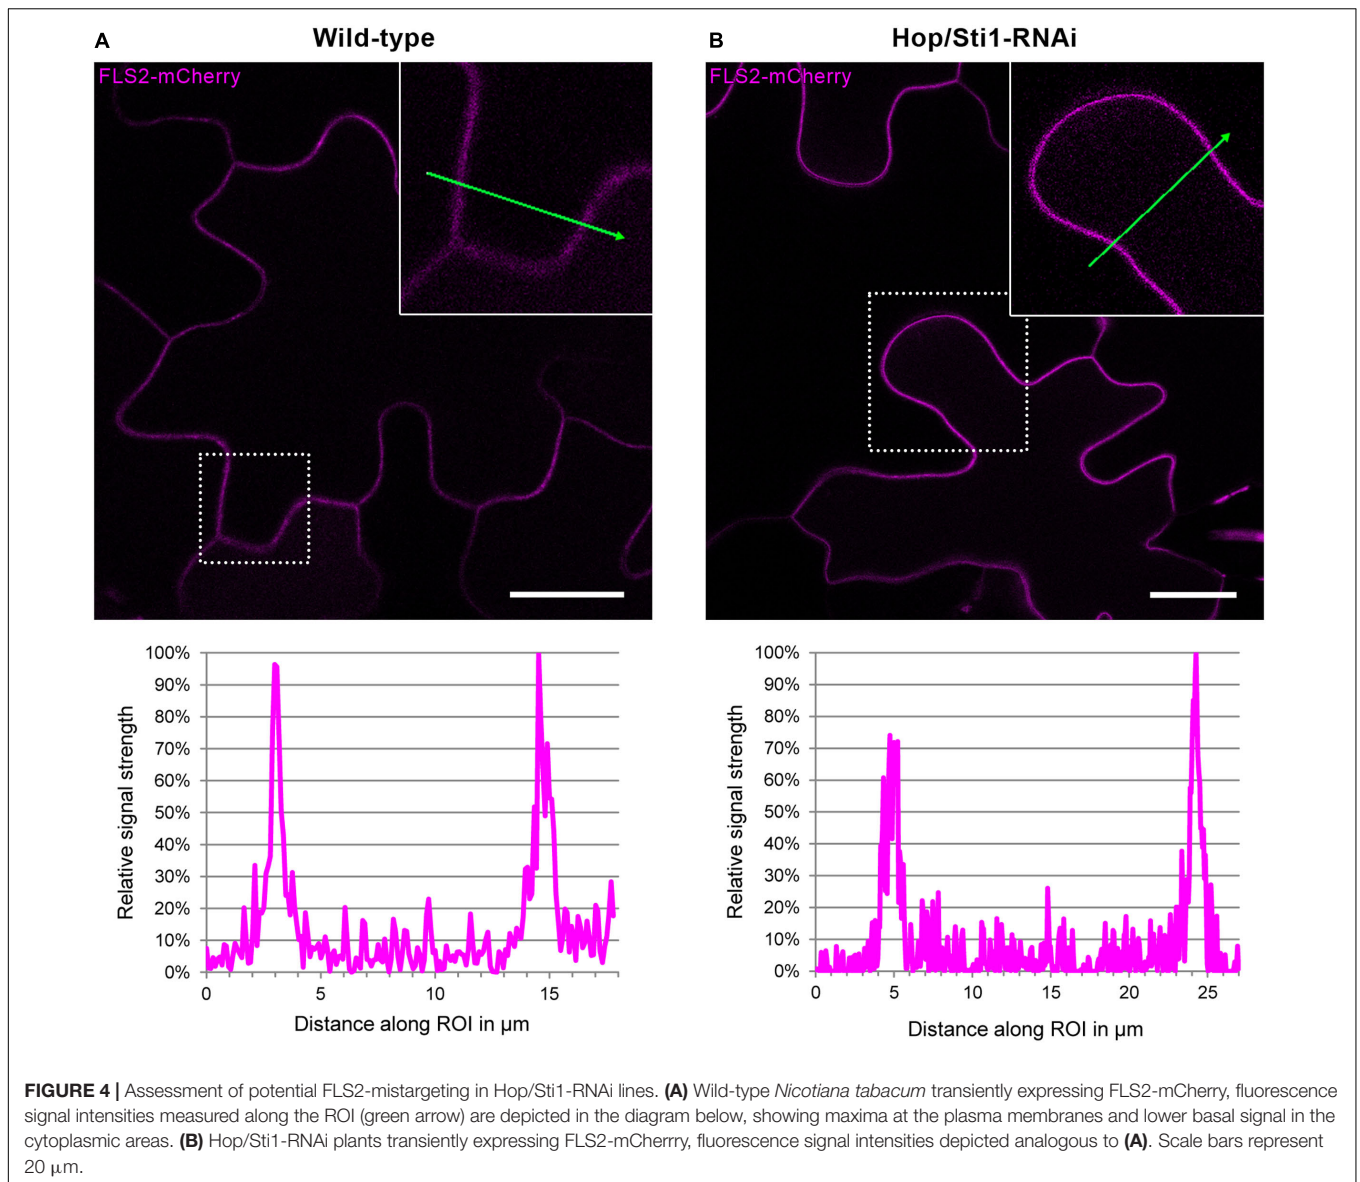 A
Wild-type
B
Hop/Sti1-RNAi
FLS2-mCherry
FLS2-mCherry
100%
90%
80%
70%
60%
50%
40%
30%
20%
10%
0%
Relative signal strength
0 5 10 15
Distance along ROI in µm
100%
90%
80%
70%
60%
50%
40%
30%
20%
10%
0%
Relative signal strength
0 5 10 15 20 25
Distance along ROI in µm
FIGURE 4 | Assessment of potential FLS2-mistargeting in Hop/Sti1-RNAi lines. (A) Wild-type Nicotiana tabacum transiently expressing FLS2-mCherry, fluorescence
signal intensities measured along the ROI (green arrow) are depicted in the diagram below, showing maxima at the plasma membranes and lower basal signal in the
cytoplasmic areas. (B) Hop/Sti1-RNAi plants transiently expressing FLS2-mCherrry, fluorescence signal intensities depicted analogous to (A). Scale bars represent
20 µm.